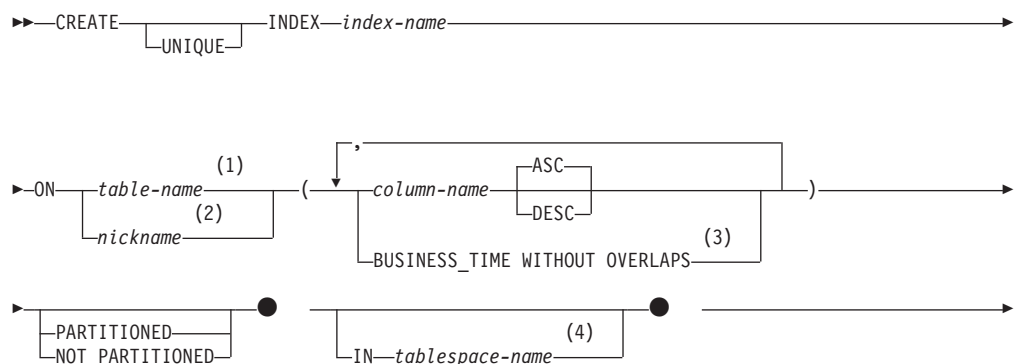 CREATE INDEX index-name
UNIQUE
,
(1) ASC
ON table-name ( column-name )
(2) DESC
nickname (3)
BUSINESS_TIME WITHOUT OVERLAPS
PARTITIONED (4)
NOT PARTITIONED IN tablespace-name